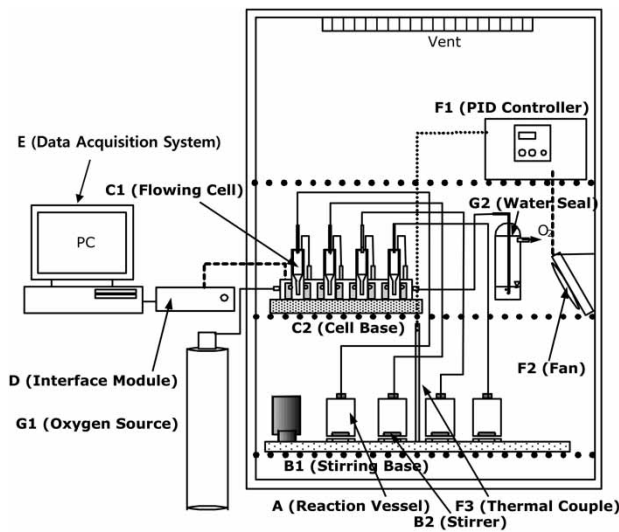 Vent
F1 (PID Controller)
E (Data Acquisition System)
C1 (Flowing Cell)
G2 (Water Seal)
O₂
PC
C2 (Cell Base)
F2 (Fan)
D (Interface Module)
G1 (Oxygen Source)
B1 (Stirring Base)
A (Reaction Vessel)
F3 (Thermal Couple)
B2 (Stirrer)